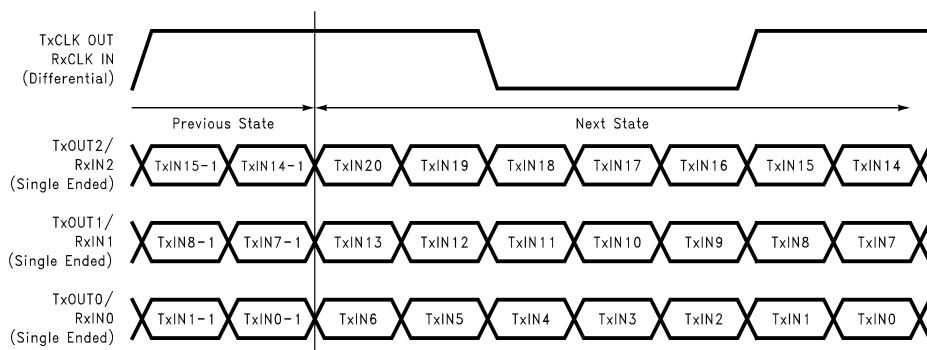 TxCLK OUT
RxCLK IN
(Differential)
Previous State
Next State
TxOUT2/
RxIN2
(Single Ended)
TxIN15-1 TxIN14-1 TxIN20 TxIN19 TxIN18 TxIN17 TxIN16 TxIN15 TxIN14
TxOUT1/
RxIN1
(Single Ended)
TxIN8-1 TxIN7-1 TxIN13 TxIN12 TxIN11 TxIN10 TxIN9 TxIN8 TxIN7
TxOUT0/
RxIN0
(Single Ended)
TxIN1-1 TxIN0-1 TxIN6 TxIN5 TxIN4 TxIN3 TxIN2 TxIN1 TxIN0